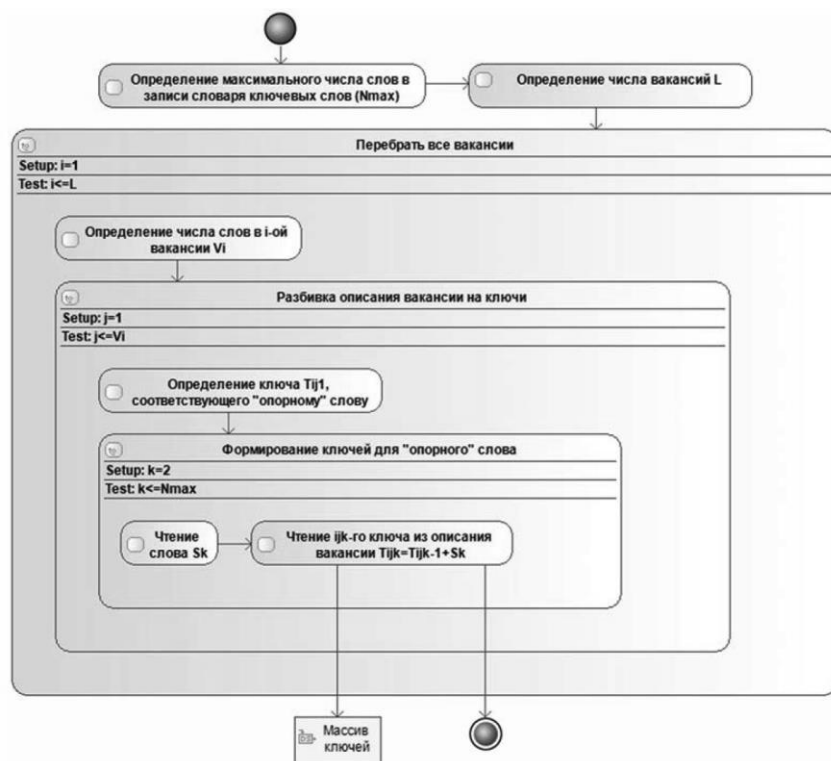 Определение максимального числа слов в
записи словаря ключевых слов (Nmax)
Определение числа вакансий L
Перебрать все вакансии
Setup: i=1
Test: i<=L
Определение числа слов в i-ой
вакансии Vi
Разбивка описания вакансии на ключи
Setup: j=1
Test: j<=Vi
Определение ключа Tij1,
соответствующего "опорному" слову
Формирование ключей для "опорного" слова
Setup: k=2
Test: k<=Nmax
Чтение
слова Sk
Чтение ijk-го ключа из описания
вакансии Tijk=Tijk-1+Sk
Массив
ключей